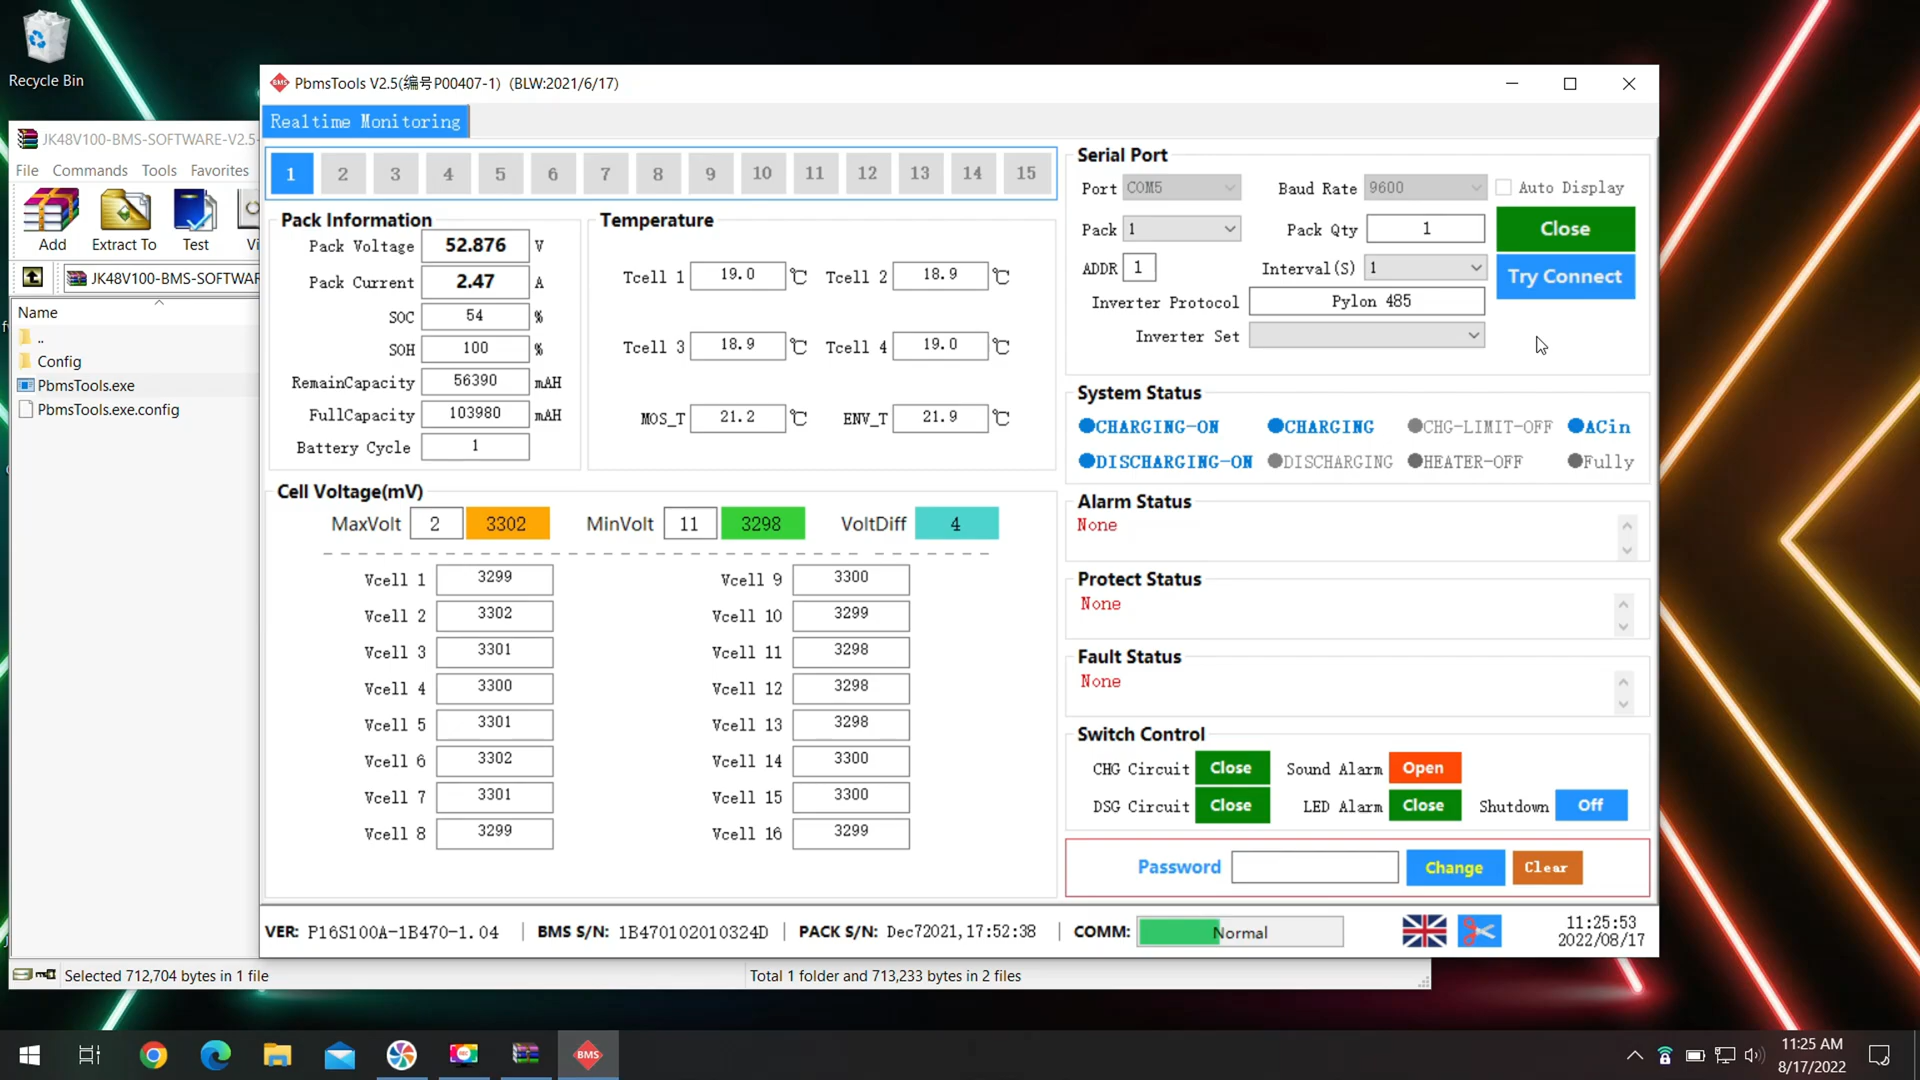 Recycle Bin
JK48V100-BMS-SOFTWARE-V2.5-
File Commands Tools Favorites
Add Extract To Test Vi
JK48V100-BMS-SOFTWAR
Name
..
Config
PbmsTools.exe
PbmsTools.exe.config
Selected 712,704 bytes in 1 file
Total 1 folder and 713,233 bytes in 2 files
PbmsTools V2.5(编号P00407-1) (BLW:2021/6/17)
Realtime Monitoring
1 2 3 4 5 6 7 8 9 10 11 12 13 14 15
Pack Information
Pack Voltage 52.876 V
Pack Current 2.47 A
SOC 54 %
SOH 100 %
RemainCapacity 56390 mAH
FullCapacity 103980 mAH
Battery Cycle 1
Temperature
Tcell 1 19.0 ℃ Tcell 2 18.9 ℃
Tcell 3 18.9 ℃ Tcell 4 19.0 ℃
MOS_T 21.2 ℃ ENV_T 21.9 ℃
Cell Voltage(mV)
MaxVolt 2 3302 MinVolt 11 3298 VoltDiff 4
Vcell 1 3299 Vcell 9 3300
Vcell 2 3302 Vcell 10 3299
Vcell 3 3301 Vcell 11 3298
Vcell 4 3300 Vcell 12 3298
Vcell 5 3301 Vcell 13 3298
Vcell 6 3302 Vcell 14 3300
Vcell 7 3301 Vcell 15 3300
Vcell 8 3299 Vcell 16 3299
Serial Port
Port COM5 Baud Rate 9600 Auto Display
Pack 1 Pack Qty 1 Close
ADDR 1 Interval(S) 1 Try Connect
Inverter Protocol Pylon 485
Inverter Set
System Status
CHARGING-ON CHARGING CHG-LIMIT-OFF ACin
DISCHARGING-ON DISCHARGING HEATER-OFF Fully
Alarm Status
None
Protect Status
None
Fault Status
None
Switch Control
CHG Circuit Close Sound Alarm Open
DSG Circuit Close LED Alarm Close Shutdown Off
Password Change Clear
VER: P16S100A-1B470-1.04 | BMS S/N: 1B470102010324D | PACK S/N: Dec72021,17:52:38 | COMM: Normal
11:25:53
2022/08/17
BMS
11:25 AM
8/17/2022